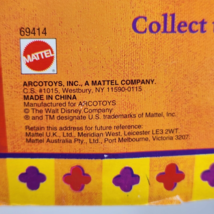 69414
Collect
MATTEL
ARCOTOYS, INC., A MATTEL COMPANY.
C.S. #1015, Westbury, NY 11590-0115
MADE IN CHINA
Manufactured for ARCOTOYS
© The Walt Disney Company
® and TM designate U.S. trademarks of Mattel, Inc.
Retain this address for future reference:
Mattel U.K., Ltd., Meridian West, Leicester LE3 2WT.
Mattel Australia Pty., Ltd., Port Melbourne, Victoria 3207.